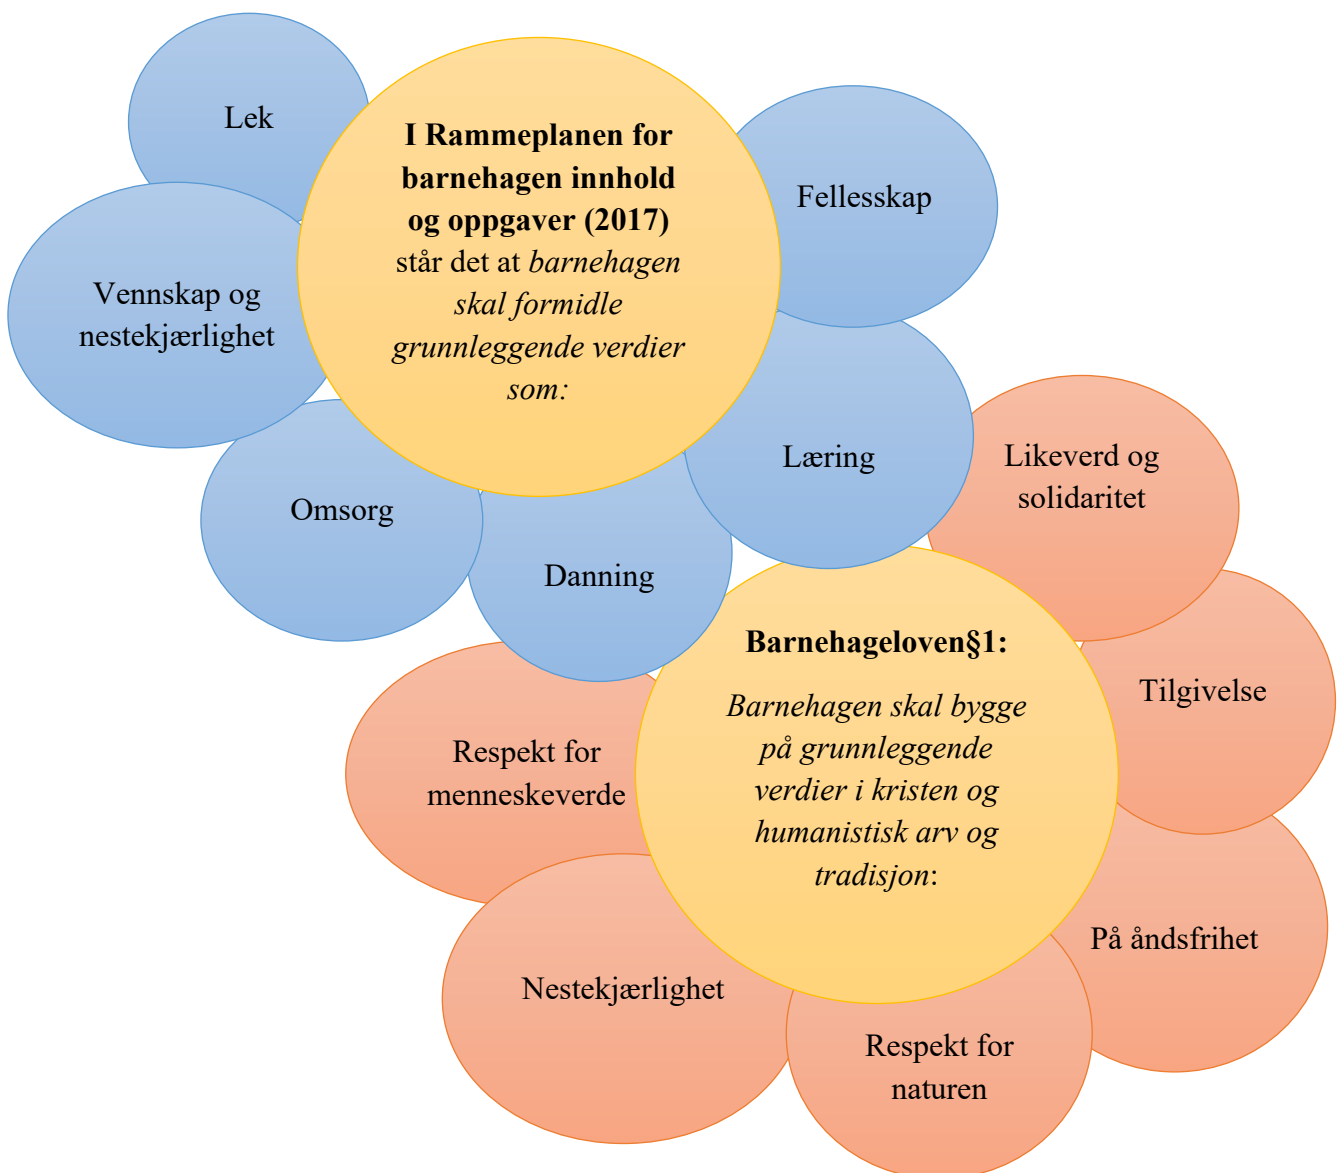 Lek
I Rammeplanen for
barnehagen innhold
og oppgaver (2017)
står det at barnehagen
skal formidle
grunnleggende verdier
som:
Fellesskap
Vennskap og
nestekjærlighet
Læring
Omsorg
Danning
Likeverd og
solidaritet
Barnehageloven§1:
Barnehagen skal bygge
på grunnleggende
verdier i kristen og
humanistisk arv og
tradisjon:
Tilgivelse
Respekt for
menneskeverde
På åndsfrihet
Nestekjærlighet
Respekt for
naturen